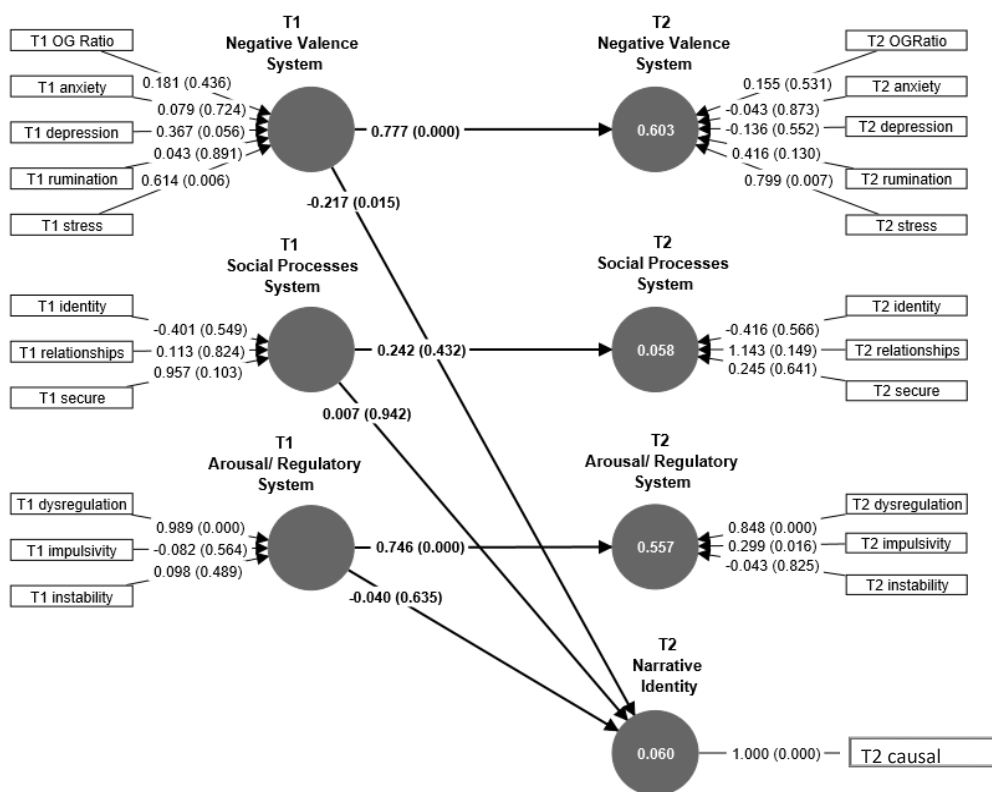 T1
Negative Valence
System
T2
Negative Valence
System
T1 OG Ratio
T1 anxiety
T1 depression
T1 rumination
T1 stress
0.181 (0.436)
0.079 (0.724)
0.367 (0.056)
0.043 (0.891)
0.614 (0.006)
0.777 (0.000)
0.603
0.155 (0.531)
-0.043 (0.873)
-0.136 (0.552)
0.416 (0.130)
0.799 (0.007)
T2 OGRatio
T2 anxiety
T2 depression
T2 rumination
T2 stress
-0.217 (0.015)
T1
Social Processes
System
T2
Social Processes
System
T1 identity
T1 relationships
T1 secure
-0.401 (0.549)
0.113 (0.824)
0.957 (0.103)
0.242 (0.432)
0.058
-0.416 (0.566)
1.143 (0.149)
0.245 (0.641)
T2 identity
T2 relationships
T2 secure
0.007 (0.942)
T1
Arousal/ Regulatory
System
T2
Arousal/ Regulatory
System
T1 dysregulation
T1 impulsivity
T1 instability
0.989 (0.000)
-0.082 (0.564)
0.098 (0.489)
0.746 (0.000)
0.557
0.848 (0.000)
0.299 (0.016)
-0.043 (0.825)
T2 dysregulation
T2 impulsivity
T2 instability
-0.040 (0.635)
T2
Narrative
Identity
0.060
1.000 (0.000)
T2 causal